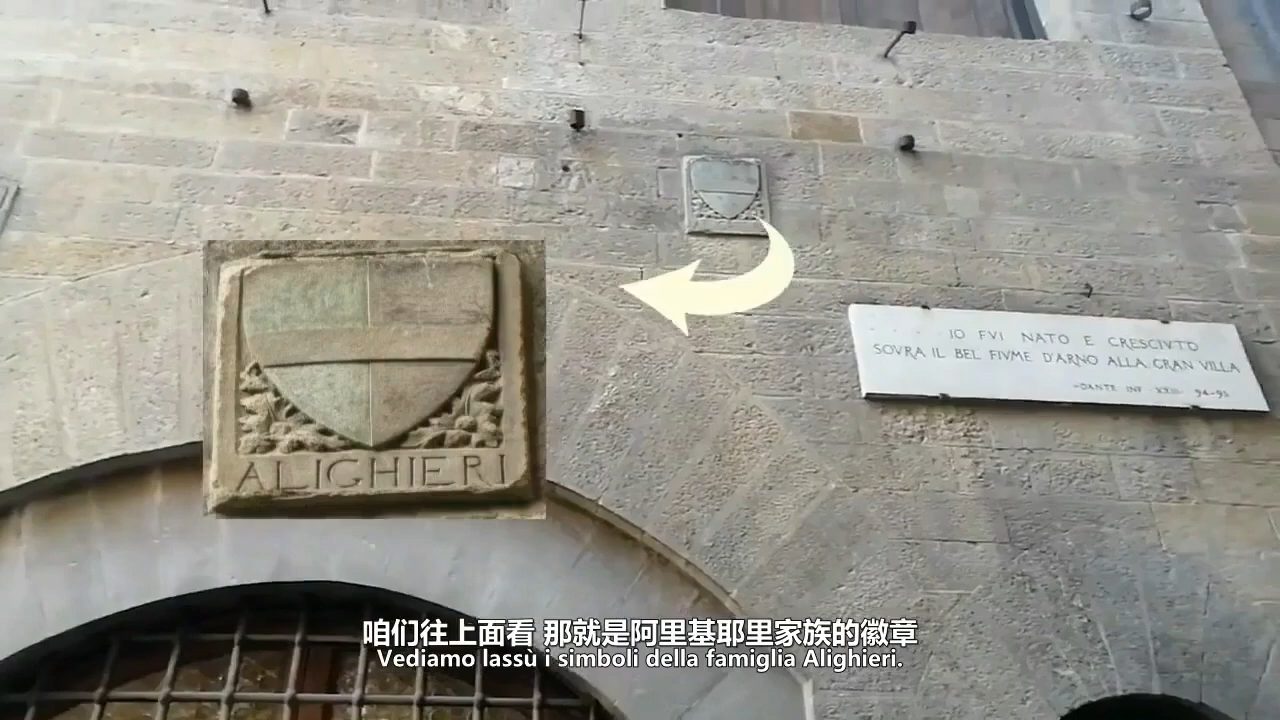 IO FVI NATO E CRESCIVTO
SOVRA IL BEL FIVME D'ARNO ALLA GRAN VILLA
-DANTE INF XXIII 94-95
ALIGHIERI
咱们往上面看 那就是阿里基耶里家族的徽章
Vediamo lassù i simboli della famiglia Alighieri.